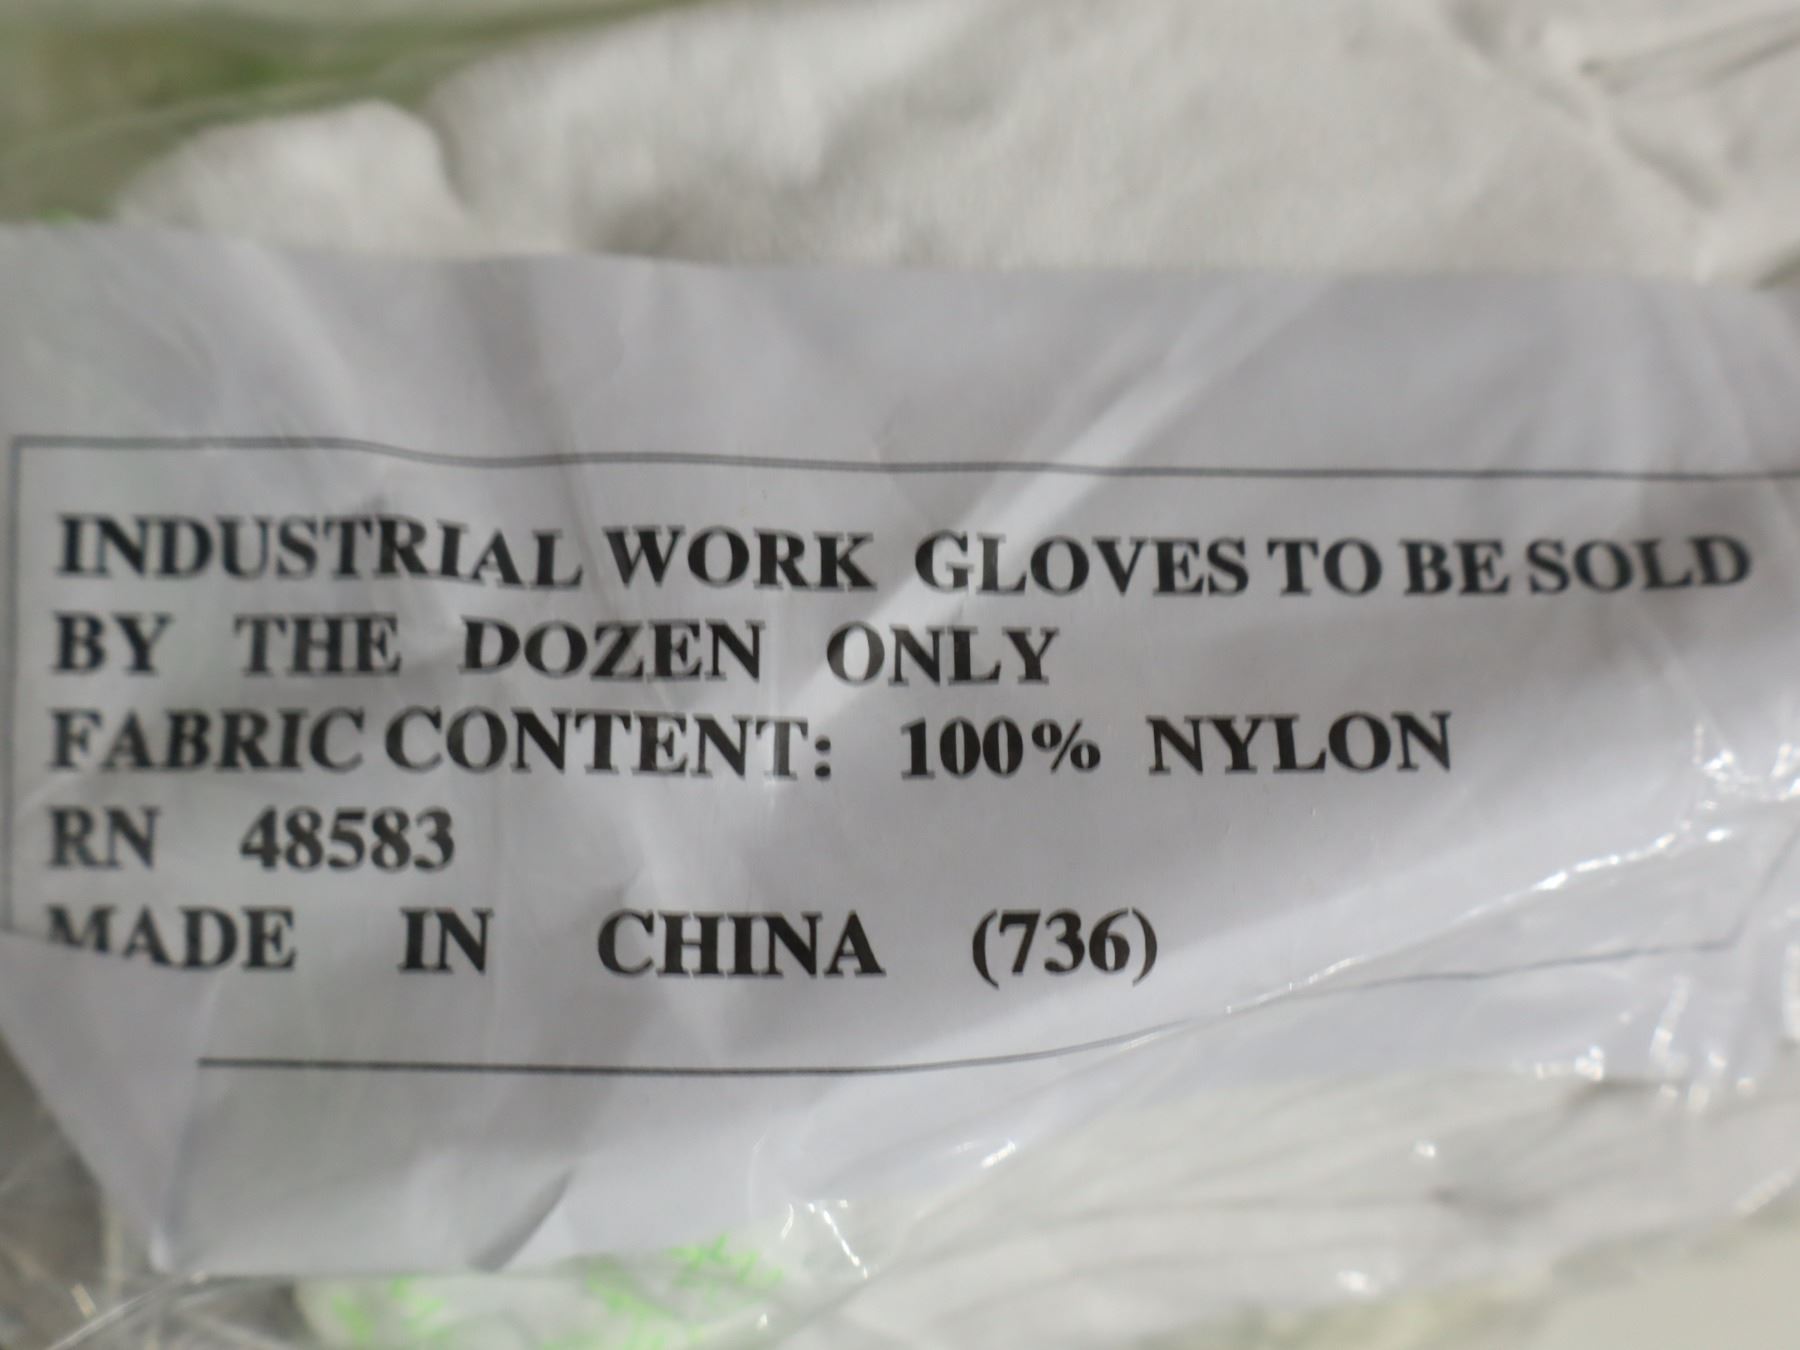 INDUSTRIAL WORK GLOVES TO BE SOLD
BY THE DOZEN ONLY
FABRIC CONTENT: 100% NYLON
RN 48583
MADE IN CHINA (736)